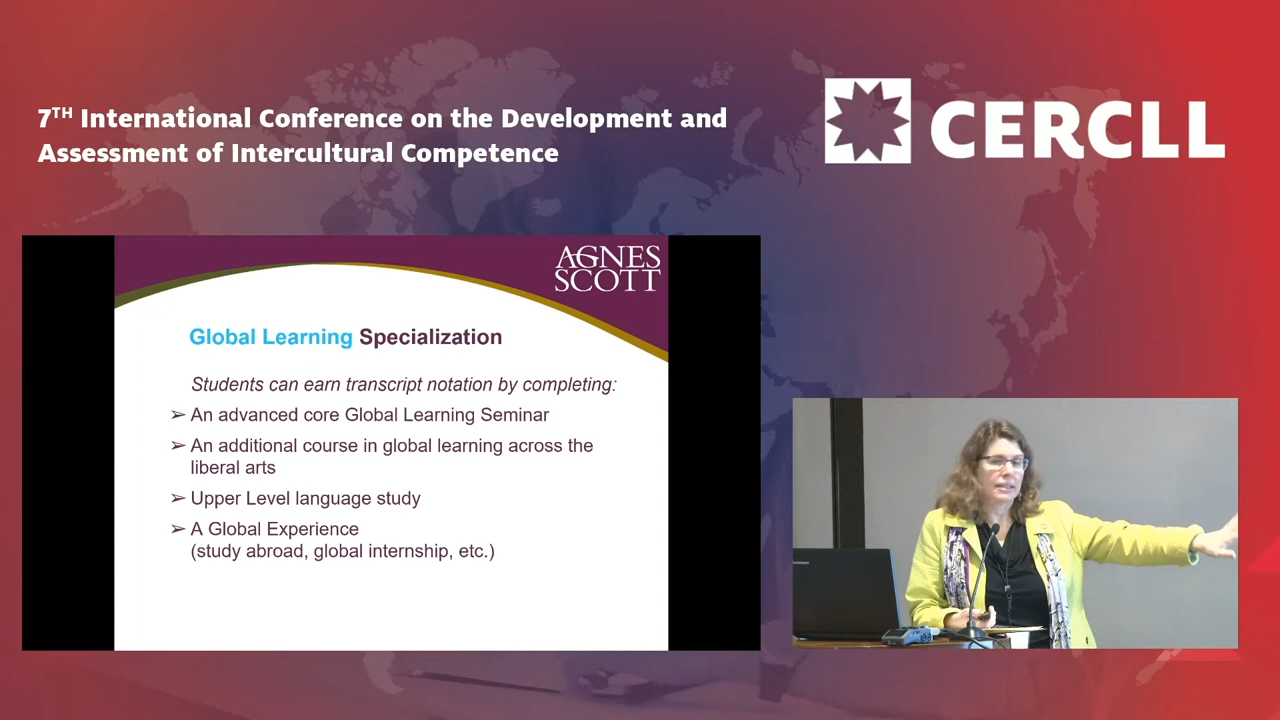 7TH International Conference on the Development and
Assessment of Intercultural Competence
CERCLL
AGNES
SCOTT
Global Learning Specialization
Students can earn transcript notation by completing:
➢ An advanced core Global Learning Seminar
➢ An additional course in global learning across the
liberal arts
➢ Upper Level language study
➢ A Global Experience
(study abroad, global internship, etc.)